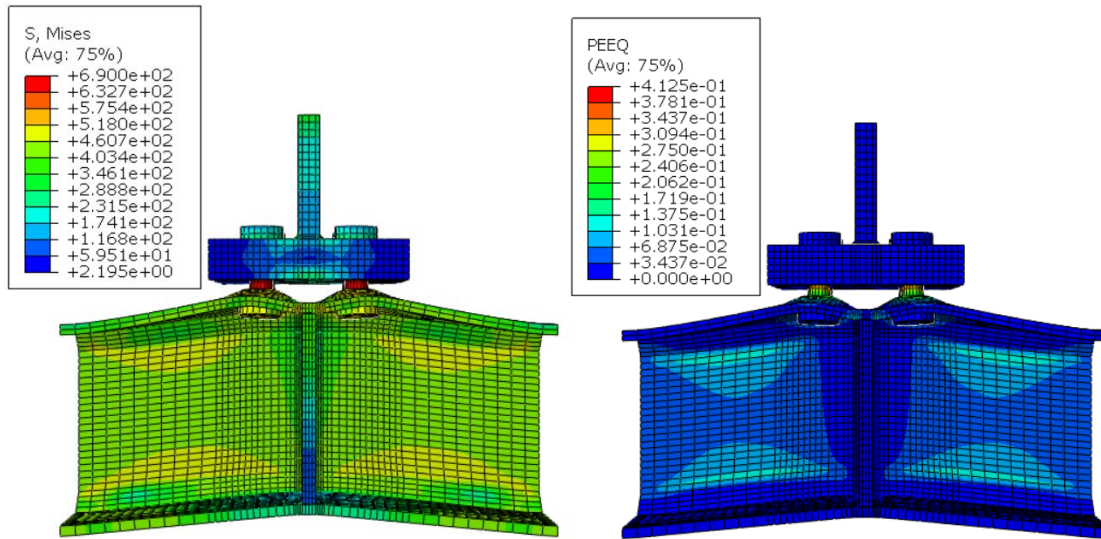 S, Mises
(Avg: 75%)
+6.900e+02
+6.327e+02
+5.754e+02
+5.180e+02
+4.607e+02
+4.034e+02
+3.461e+02
+2.888e+02
+2.315e+02
+1.741e+02
+1.168e+02
+5.951e+01
+2.195e+00
PEEQ
(Avg: 75%)
+4.125e-01
+3.781e-01
+3.437e-01
+3.094e-01
+2.750e-01
+2.406e-01
+2.062e-01
+1.719e-01
+1.375e-01
+1.031e-01
+6.875e-02
+3.437e-02
+0.000e+00